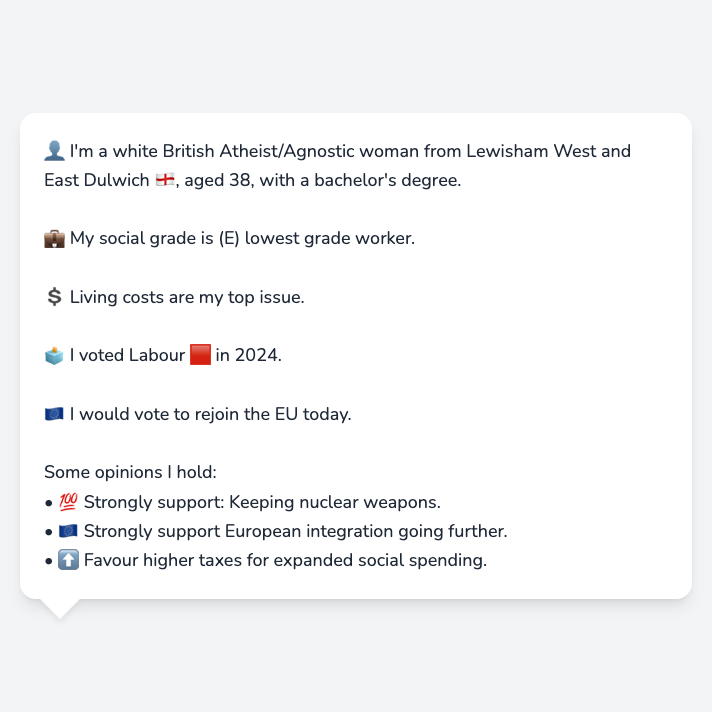 👤 I'm a white British Atheist/Agnostic woman from Lewisham West and
East Dulwich 🏴󠁧󠁢󠁥󠁮󠁧󠁿, aged 38, with a bachelor's degree.
💼 My social grade is (E) lowest grade worker.
💲 Living costs are my top issue.
🗳️ I voted Labour 🟥 in 2024.
🇪🇺 I would vote to rejoin the EU today.
Some opinions I hold:
• 💯 Strongly support: Keeping nuclear weapons.
• 🇪🇺 Strongly support European integration going further.
• ⬆️ Favour higher taxes for expanded social spending.